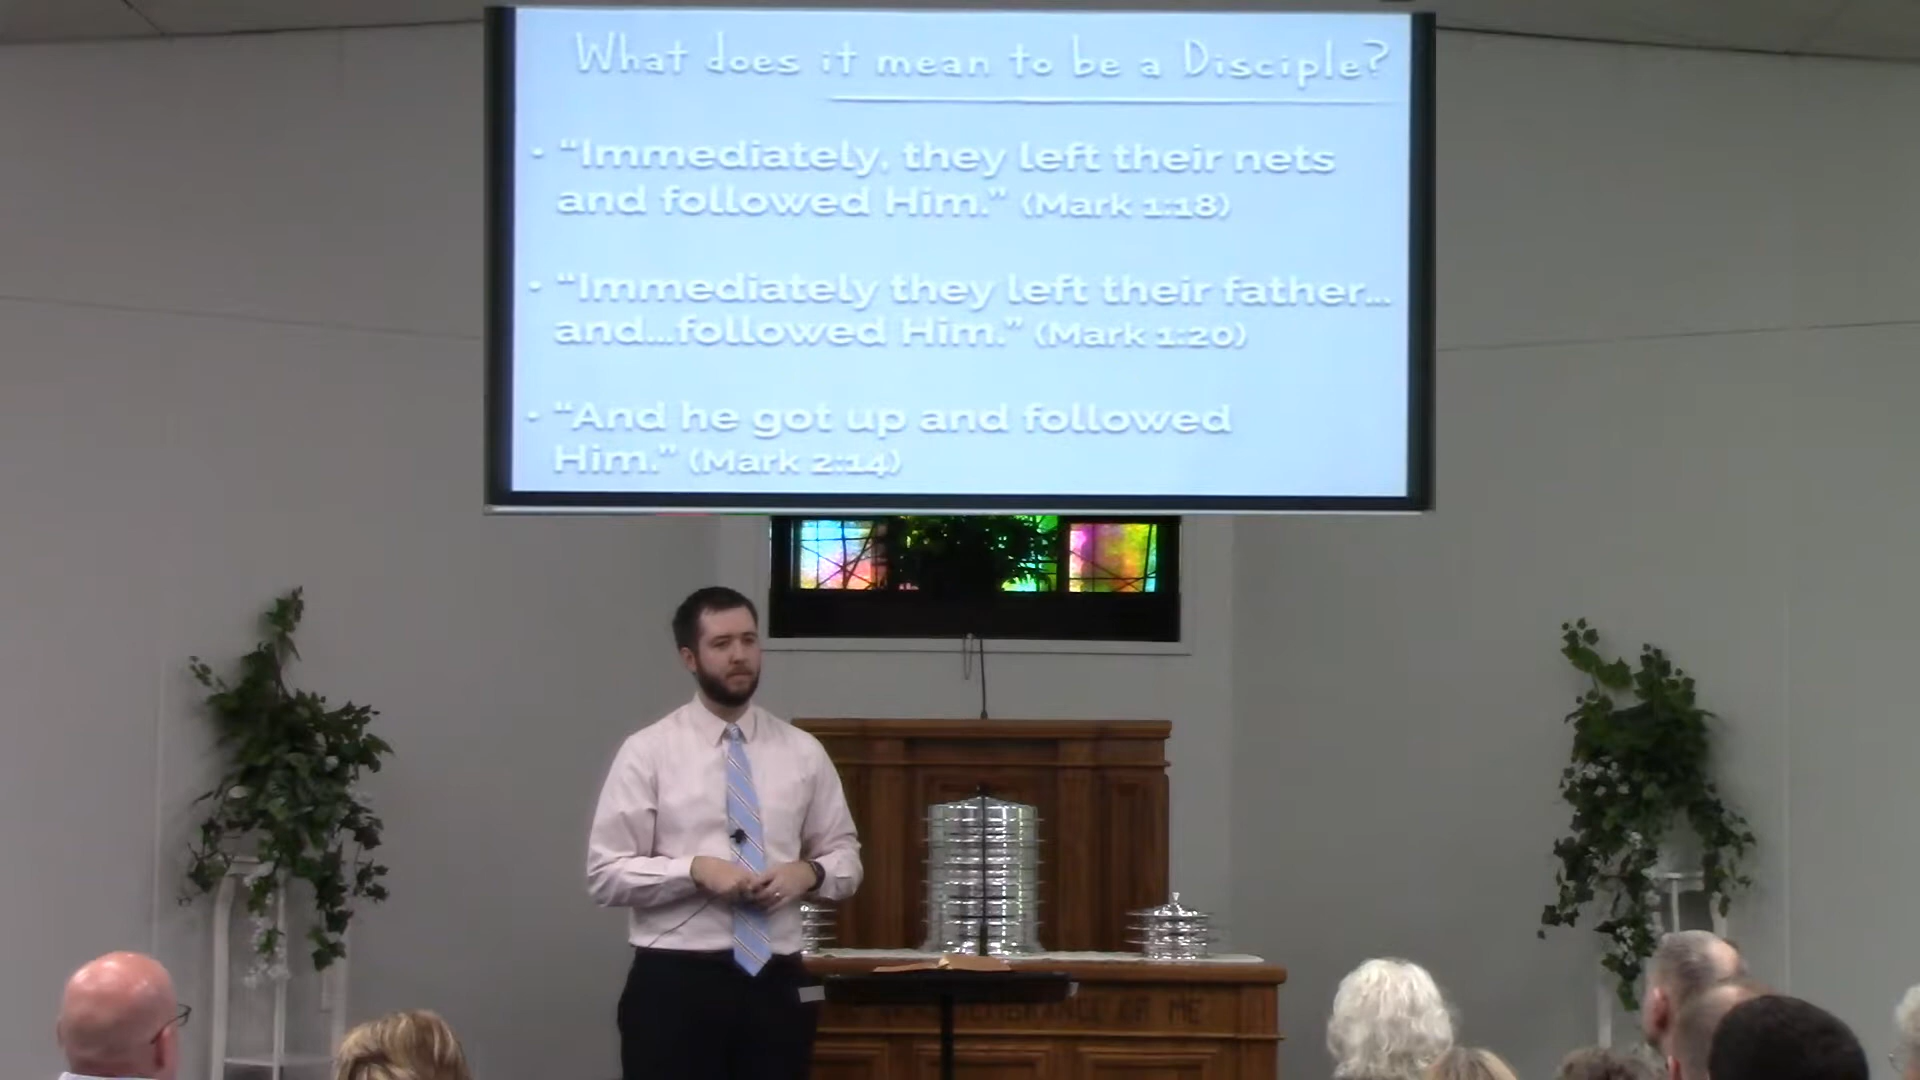 What does it mean to be a Disciple?
• “Immediately, they left their nets
and followed Him.” (Mark 1:18)
• “Immediately they left their father...
and...followed Him.” (Mark 1:20)
• “And he got up and followed
Him.” (Mark 2:14)
OF ME